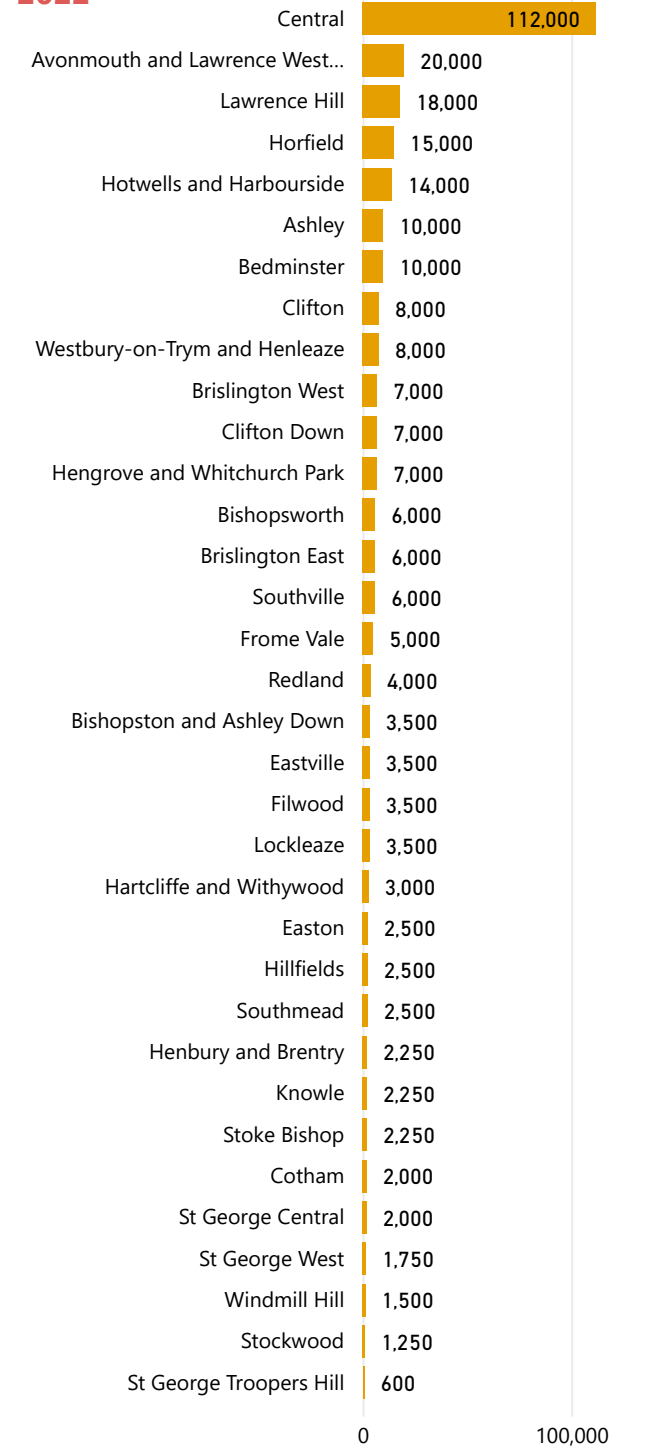 Central 112,000
Avonmouth and Lawrence West... 20,000
Lawrence Hill 18,000
Horfield 15,000
Hotwells and Harbourside 14,000
Ashley 10,000
Bedminster 10,000
Clifton 8,000
Westbury-on-Trym and Henleaze 8,000
Brislington West 7,000
Clifton Down 7,000
Hengrove and Whitchurch Park 7,000
Bishopsworth 6,000
Brislington East 6,000
Southville 6,000
Frome Vale 5,000
Redland 4,000
Bishopston and Ashley Down 3,500
Eastville 3,500
Filwood 3,500
Lockleaze 3,500
Hartcliffe and Withywood 3,000
Easton 2,500
Hillfields 2,500
Southmead 2,500
Henbury and Brentry 2,250
Knowle 2,250
Stoke Bishop 2,250
Cotham 2,000
St George Central 2,000
St George West 1,750
Windmill Hill 1,500
Stockwood 1,250
St George Troopers Hill 600
0 100,000